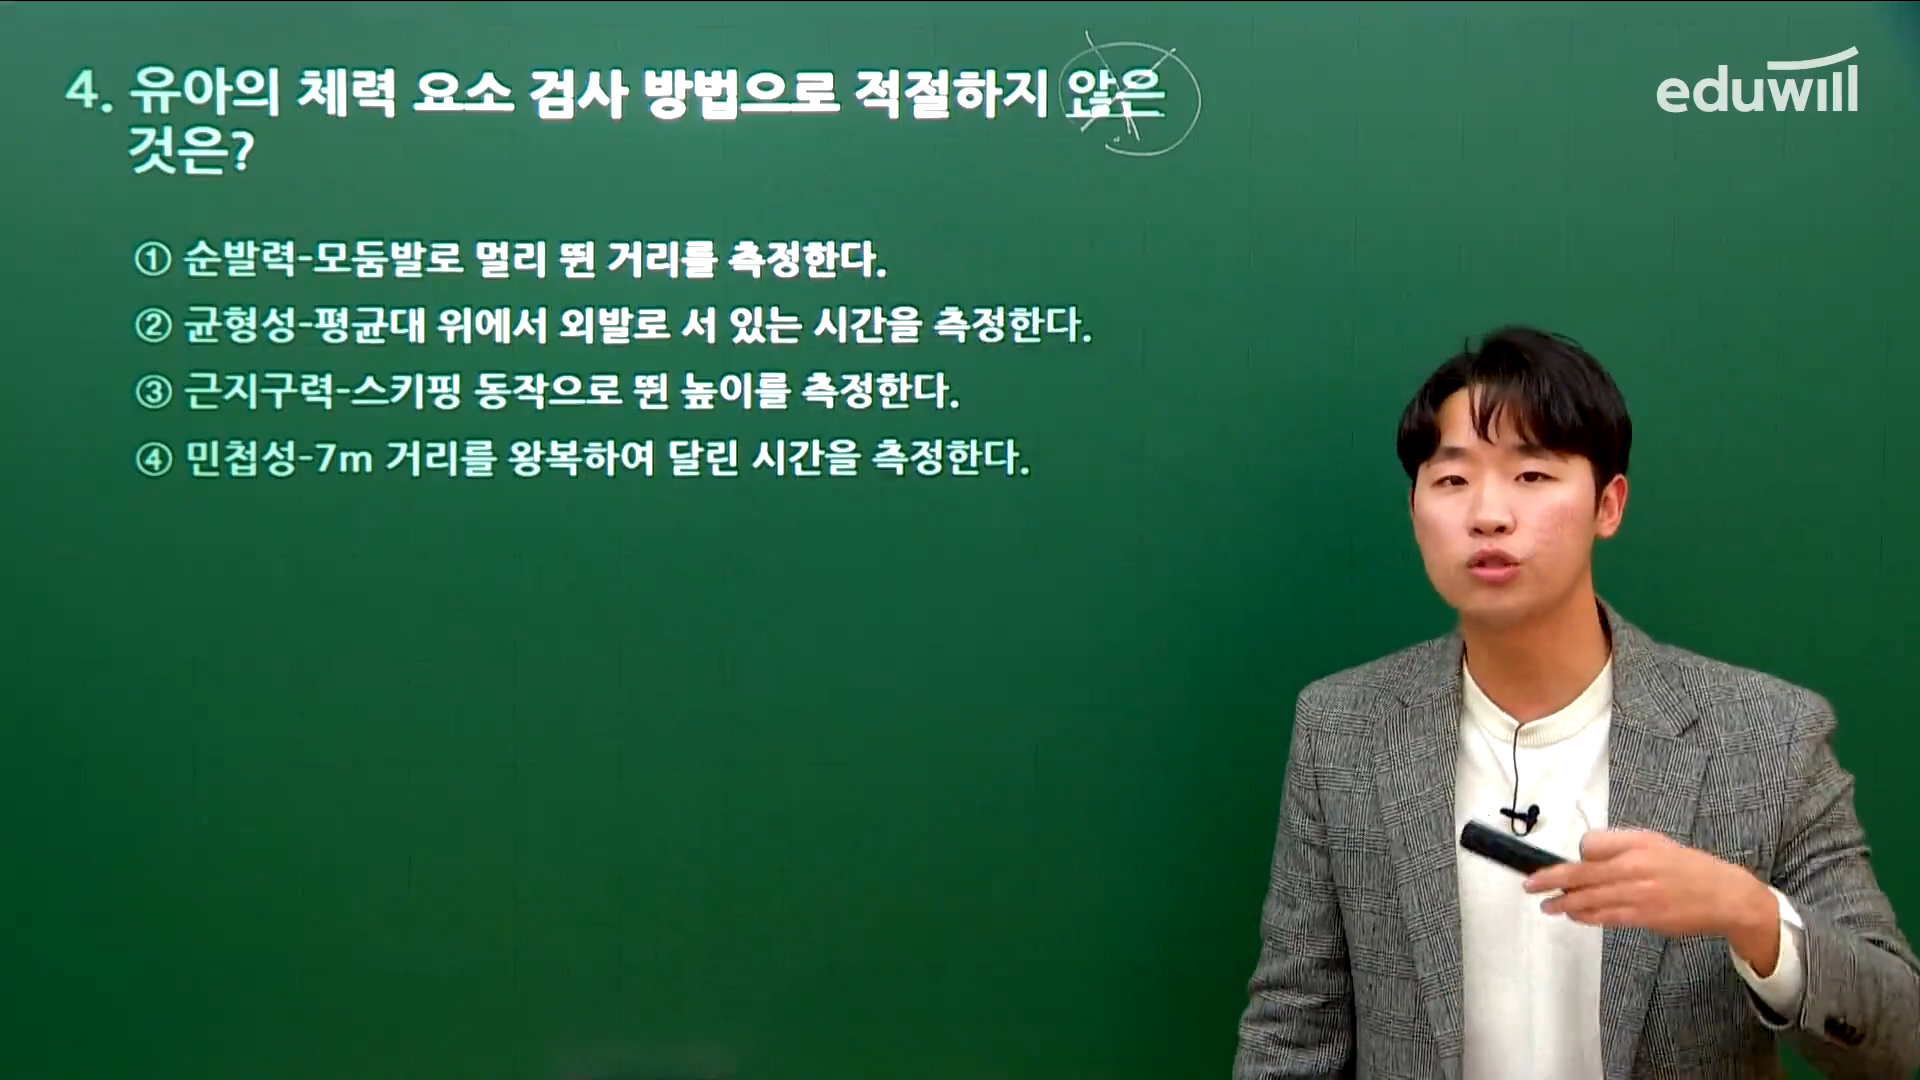 eduwill
4. 유아의 체력 요소 검사 방법으로 적절하지 않은
것은?
① 순발력-모둠발로 멀리 뛴 거리를 측정한다.
② 균형성-평균대 위에서 외발로 서 있는 시간을 측정한다.
③ 근지구력-스키핑 동작으로 뛴 높이를 측정한다.
④ 민첩성-7m 거리를 왕복하여 달린 시간을 측정한다.